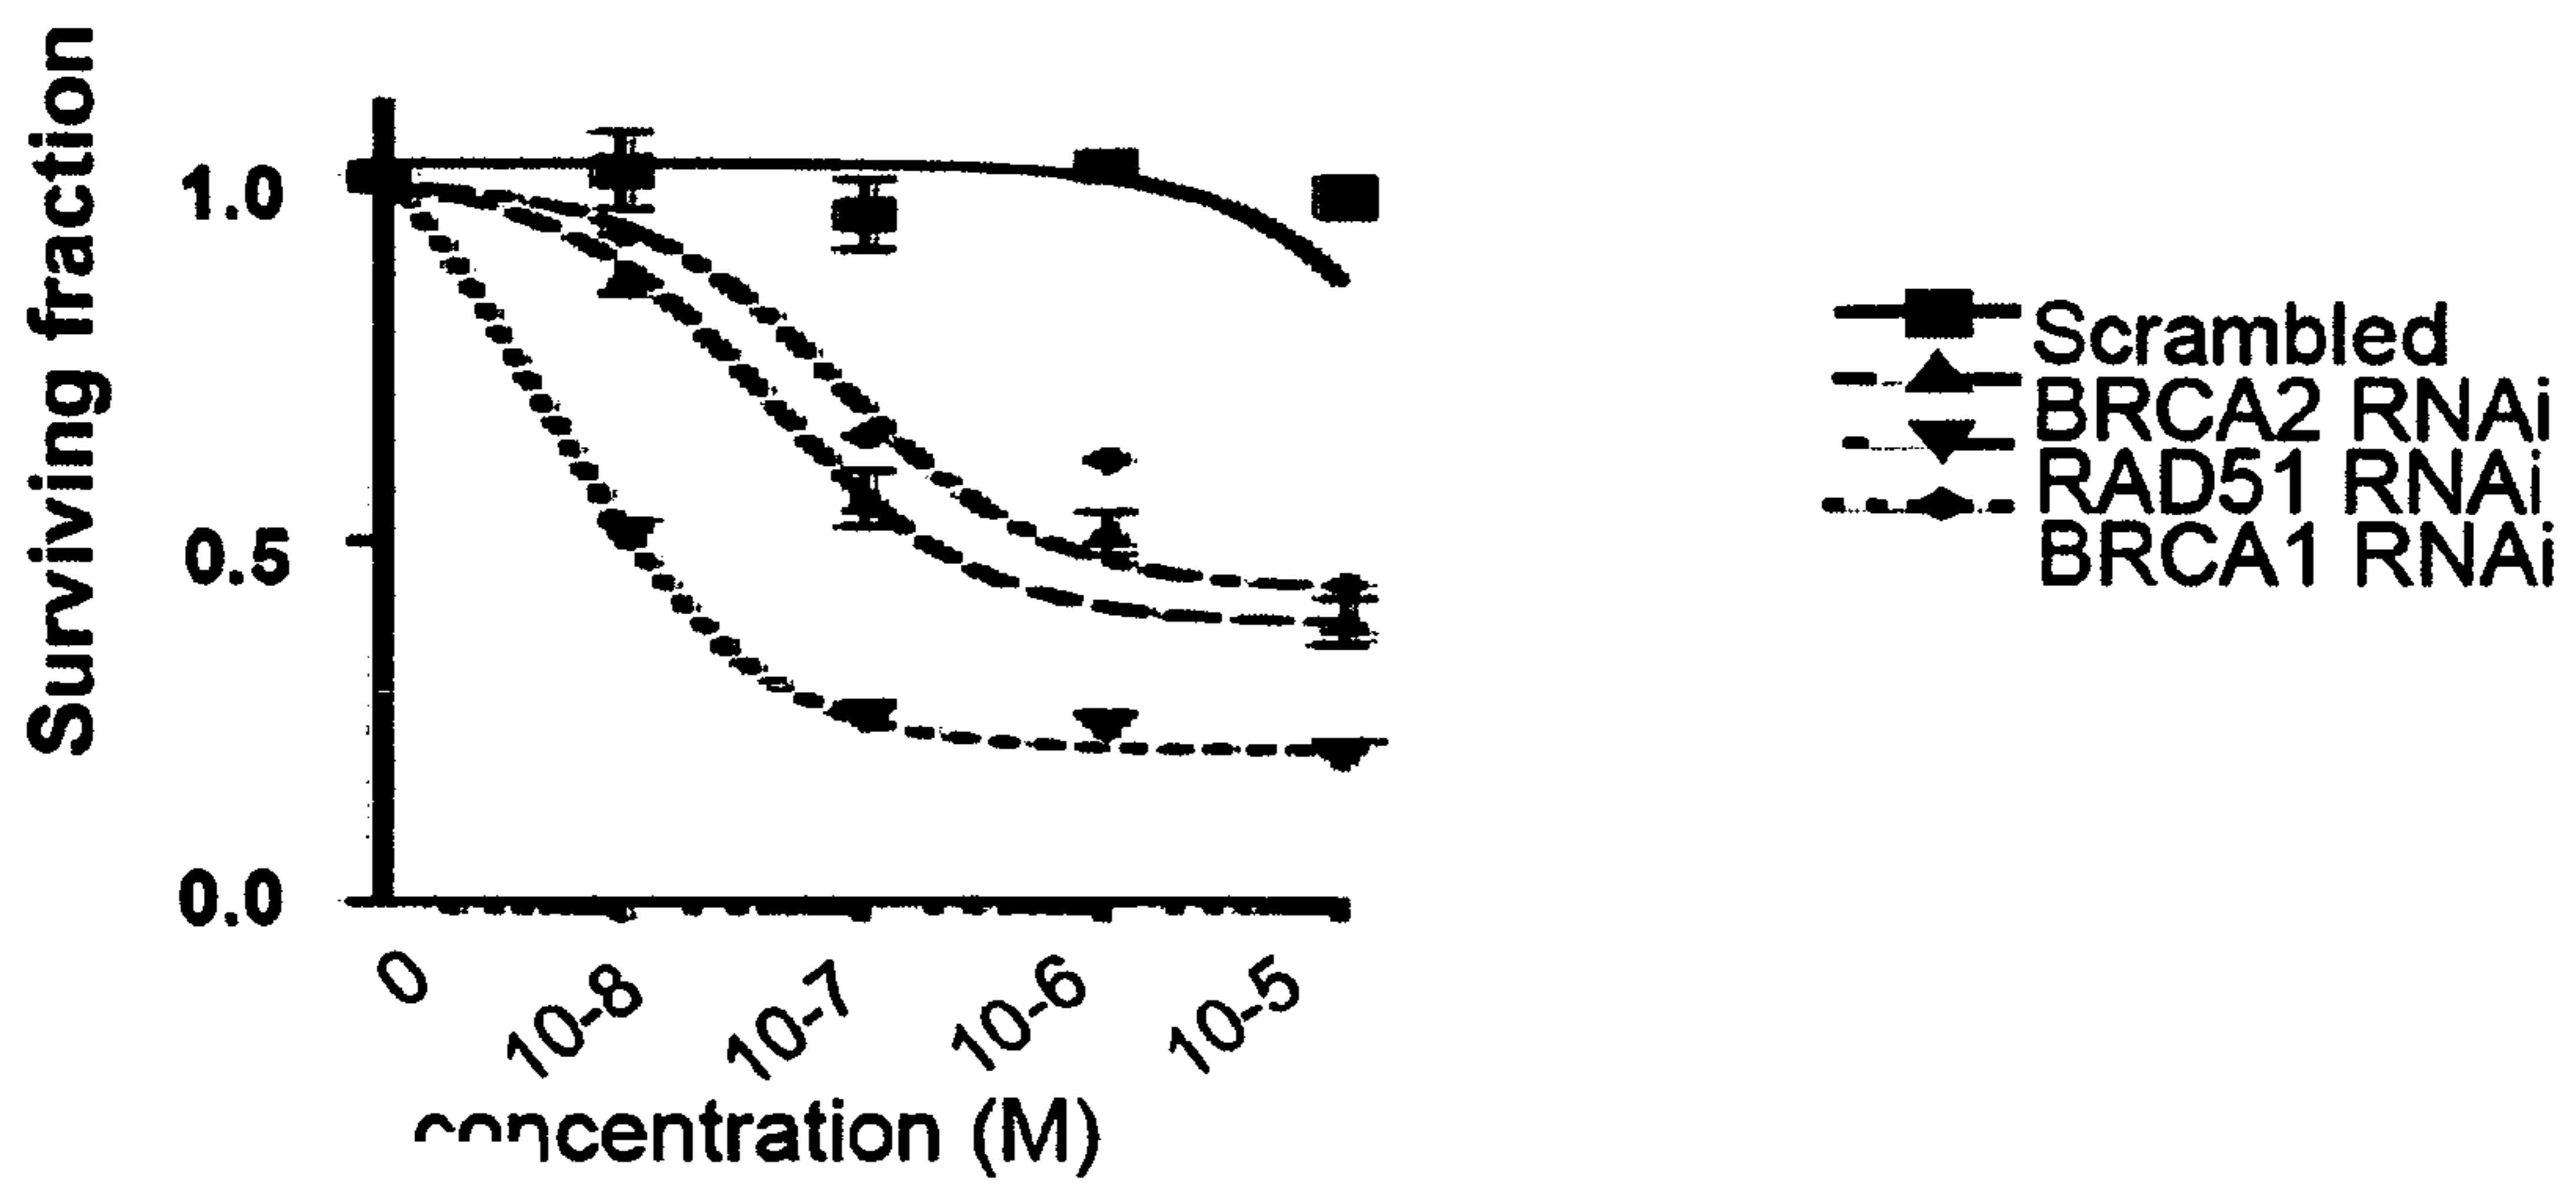 Surviving fraction
1.0
0.5
0.0
0
10-8
10-7
10-6
10-5
concentration (M)
Scrambled
BRCA2 RNAi
RAD51 RNAi
BRCA1 RNAi